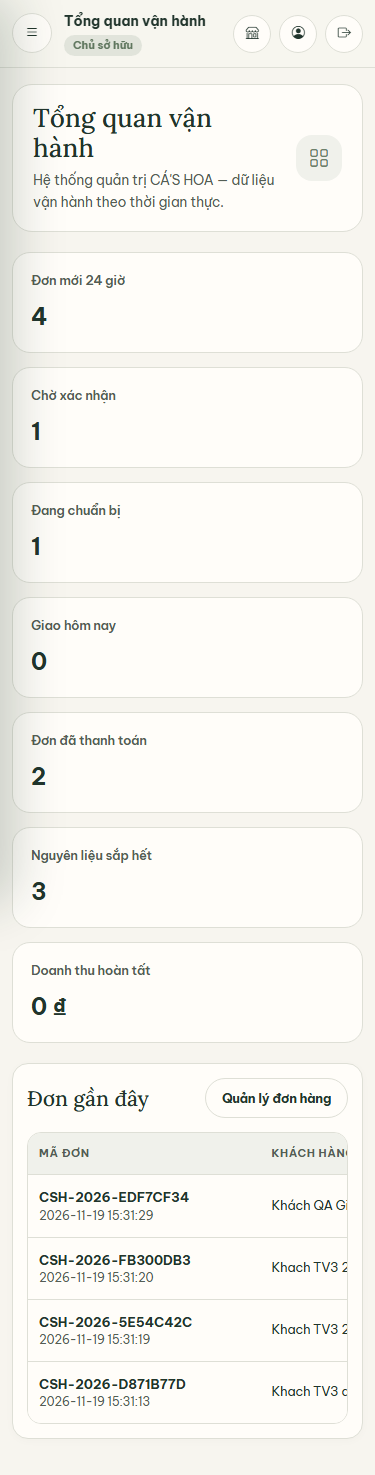 Tổng quan vận hành
Chủ sở hữu
Tổng quan vận
hành
Hệ thống quản trị CÁ'S HOA — dữ liệu
vận hành theo thời gian thực.
Đơn mới 24 giờ
4
Chờ xác nhận
1
Đang chuẩn bị
1
Giao hôm nay
0
Đơn đã thanh toán
2
Nguyên liệu sắp hết
3
Doanh thu hoàn tất
0 ₫
Đơn gần đây
Quản lý đơn hàng
MÃ ĐƠN KHÁCH HÀNG
CSH-2026-EDF7CF34
2026-11-19 15:31:29
Khách QA Gi
CSH-2026-FB300DB3
2026-11-19 15:31:20
Khach TV3 2
CSH-2026-5E54C42C
2026-11-19 15:31:19
Khach TV3 2
CSH-2026-D871B77D
2026-11-19 15:31:13
Khach TV3